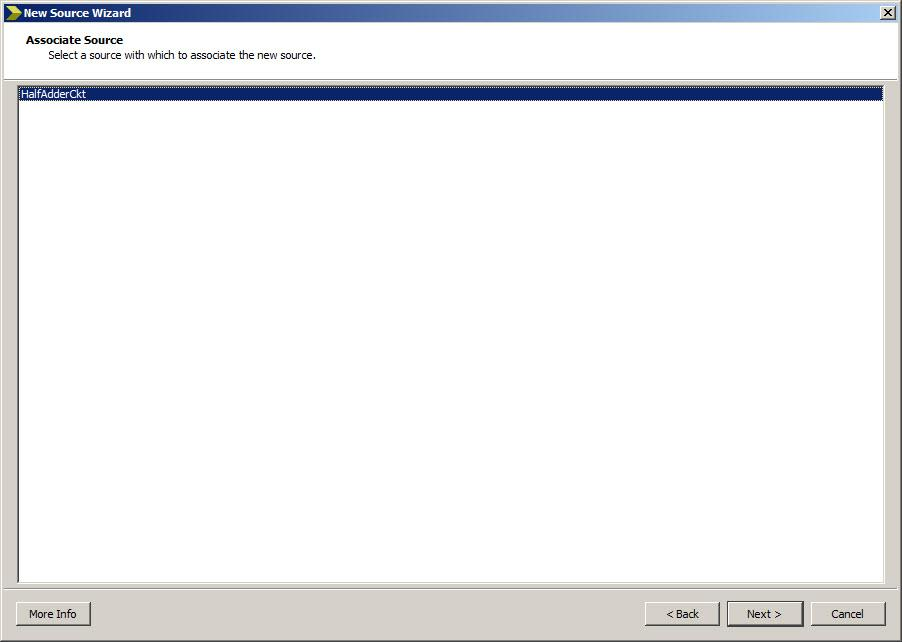 New Source Wizard
Associate Source
Select a source with which to associate the new source.
HalfAdderCkt
More Info
< Back
Next >
Cancel